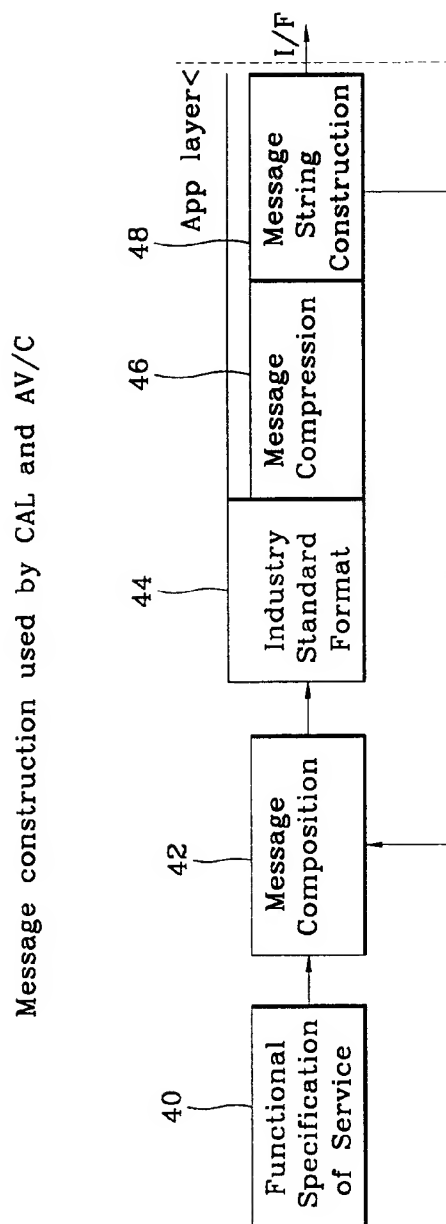 Message construction used by CAL and AV/C
40
42
44
46
48
App layer<
I/F
Functional
Specification
of Service
Message
Composition
Industry
Standard
Format
Message
Compression
Message
String
Construction